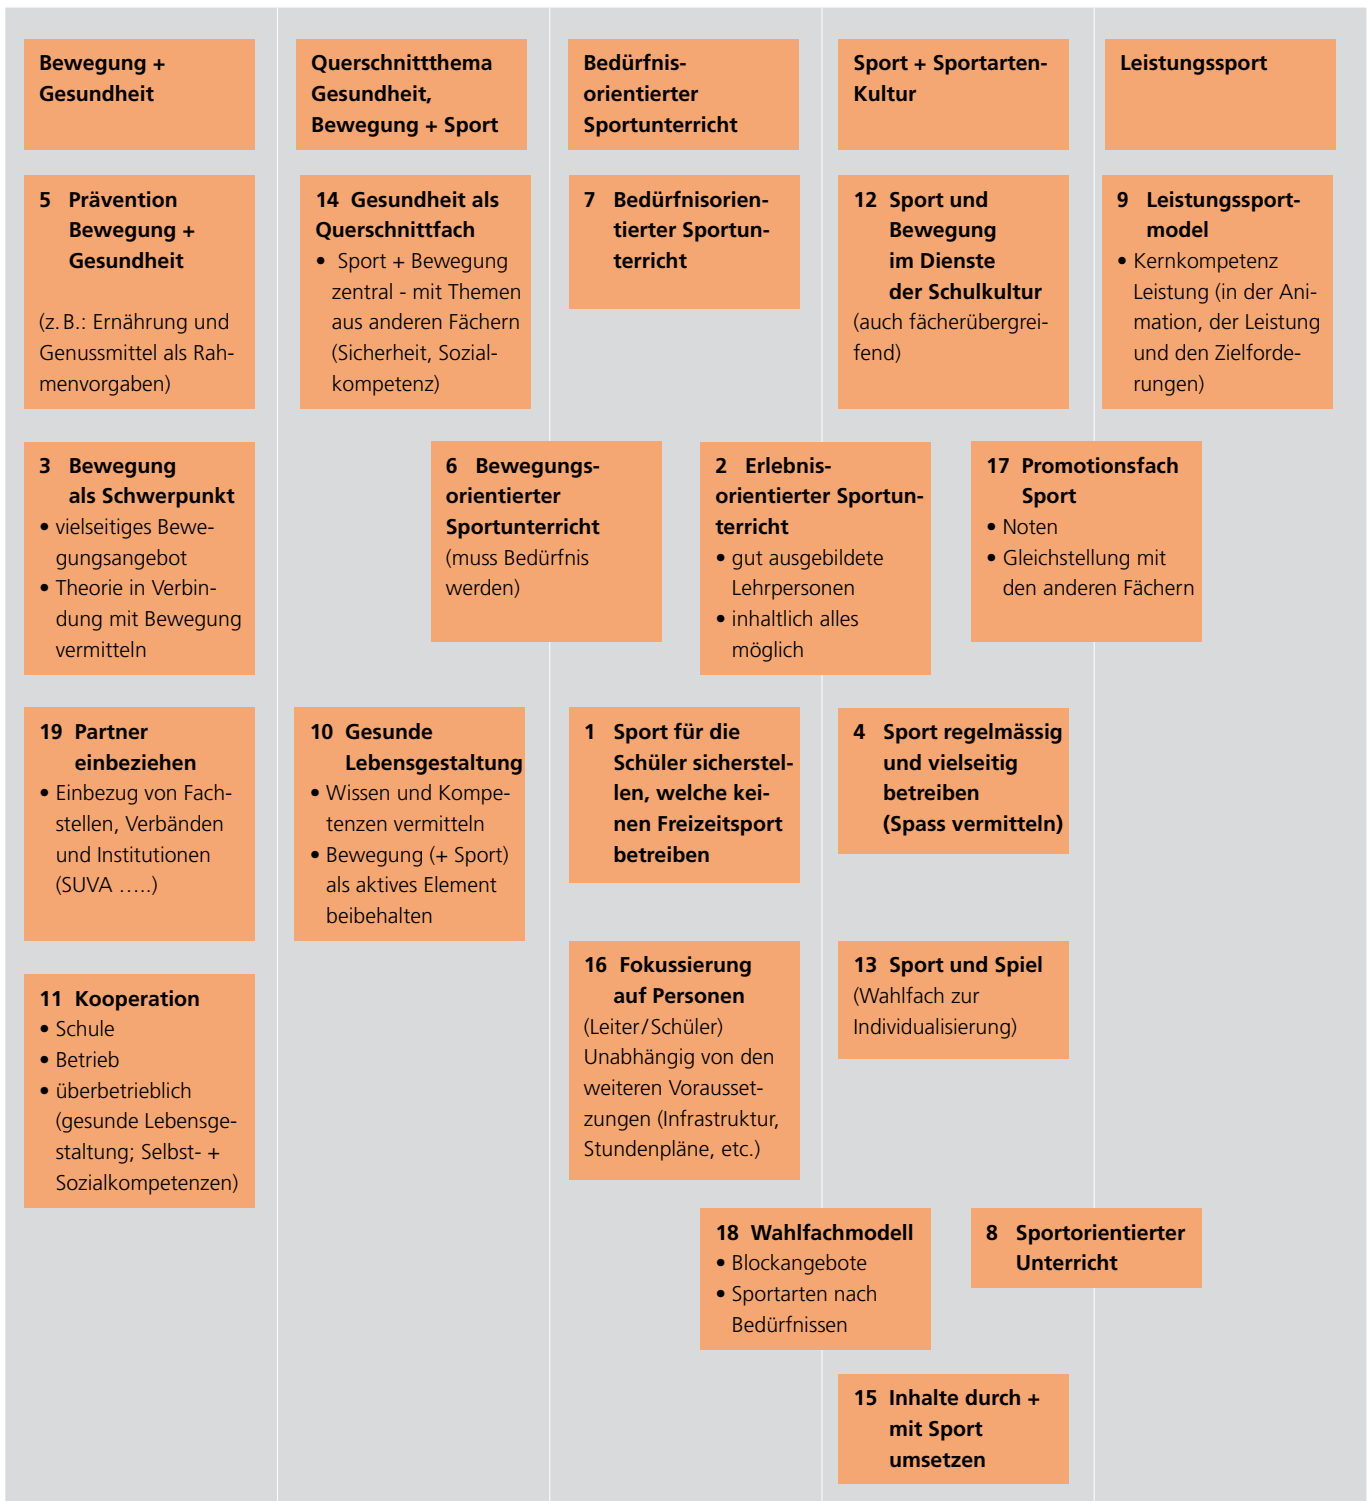 Bewegung +
Gesundheit
Querschnittthema
Gesundheit,
Bewegung + Sport
Bedürfnis-
orientierter
Sportunterricht
Sport + Sportarten-
Kultur
Leistungssport
5 Prävention
Bewegung +
Gesundheit
(z. B.: Ernährung und
Genussmittel als Rah-
menvorgaben)
14 Gesundheit als
Querschnittfach
• Sport + Bewegung
zentral - mit Themen
aus anderen Fächern
(Sicherheit, Sozial-
kompetenz)
7 Bedürfnisorien-
tierter Sportun-
terricht
12 Sport und
Bewegung
im Dienste
der Schulkultur
(auch fächerübergrei-
fend)
9 Leistungssport-
model
• Kernkompetenz
Leistung (in der Ani-
mation, der Leistung
und den Zielforde-
rungen)
3 Bewegung
als Schwerpunkt
• vielseitiges Bewe-
gungsangebot
• Theorie in Verbin-
dung mit Bewegung
vermitteln
6 Bewegungs-
orientierter
Sportunterricht
(muss Bedürfnis
werden)
2 Erlebnis-
orientierter Sportun-
terricht
• gut ausgebildete
Lehrpersonen
• inhaltlich alles
möglich
17 Promotionsfach
Sport
• Noten
• Gleichstellung mit
den anderen Fächern
19 Partner
einbeziehen
• Einbezug von Fach-
stellen, Verbänden
und Institutionen
(SUVA …..)
10 Gesunde
Lebensgestaltung
• Wissen und Kompe-
tenzen vermitteln
• Bewegung (+ Sport)
als aktives Element
beibehalten
1 Sport für die
Schüler sicherstel-
len, welche kei-
nen Freizeitsport
betreiben
4 Sport regelmässig
und vielseitig
betreiben
(Spass vermitteln)
11 Kooperation
• Schule
• Betrieb
• überbetrieblich
(gesunde Lebensge-
staltung; Selbst- +
Sozialkompetenzen)
16 Fokussierung
auf Personen
(Leiter/Schüler)
Unabhängig von den
weiteren Vorausset-
zungen (Infrastruktur,
Stundenpläne, etc.)
13 Sport und Spiel
(Wahlfach zur
Individualisierung)
18 Wahlfachmodell
• Blockangebote
• Sportarten nach
Bedürfnissen
8 Sportorientierter
Unterricht
15 Inhalte durch +
mit Sport
umsetzen